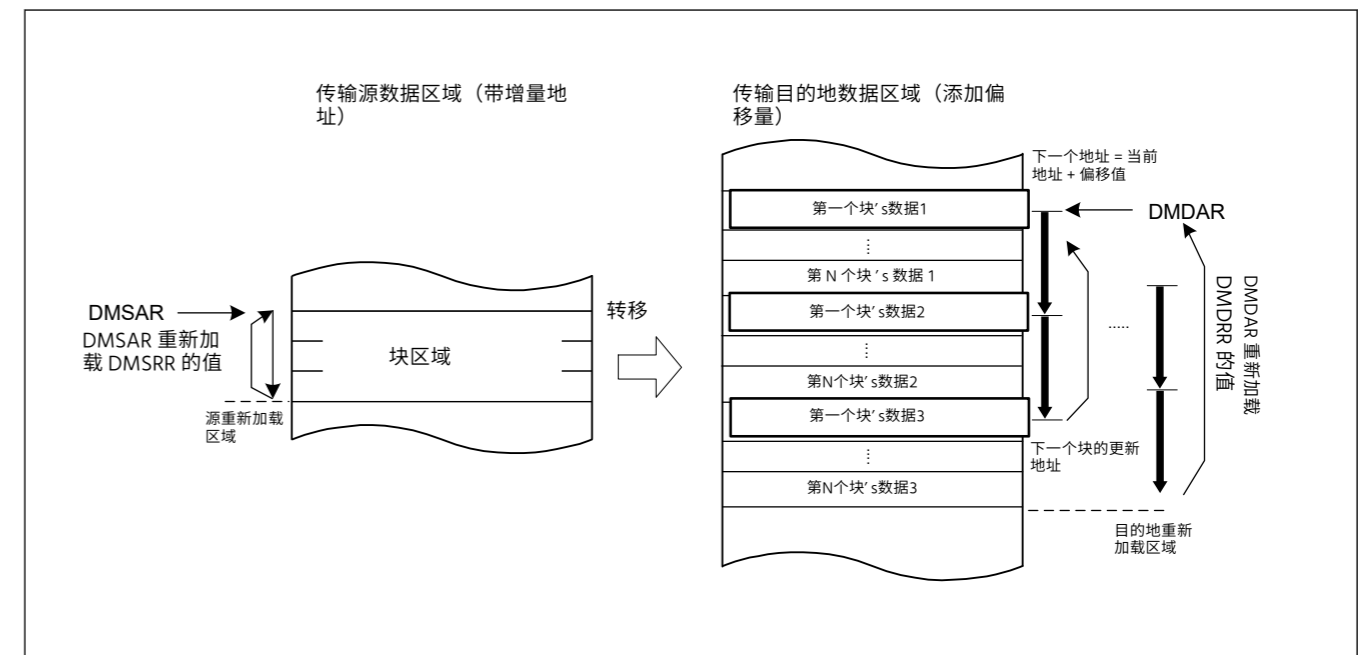 传输源数据区域（带增量地
址）
传输目的地数据区域（添加偏
移量）
下一个地址 = 当前
地址 + 偏移值
第一个块’s数据1
DMDAR
⋮
第 N 个块 ’ s 数据 1
DMSAR
DMSAR 重新加
载 DMSRR 的值
块区域
转移
第一个块’s数据2
.....
DMDAR 重新加载
DMDRR 的值
⋮
第N个块’s数据2
源重新加载
区域
第一个块’s数据3
下一个块的更新
地址
⋮
第N个块’s数据3
目的地重新
加载区域